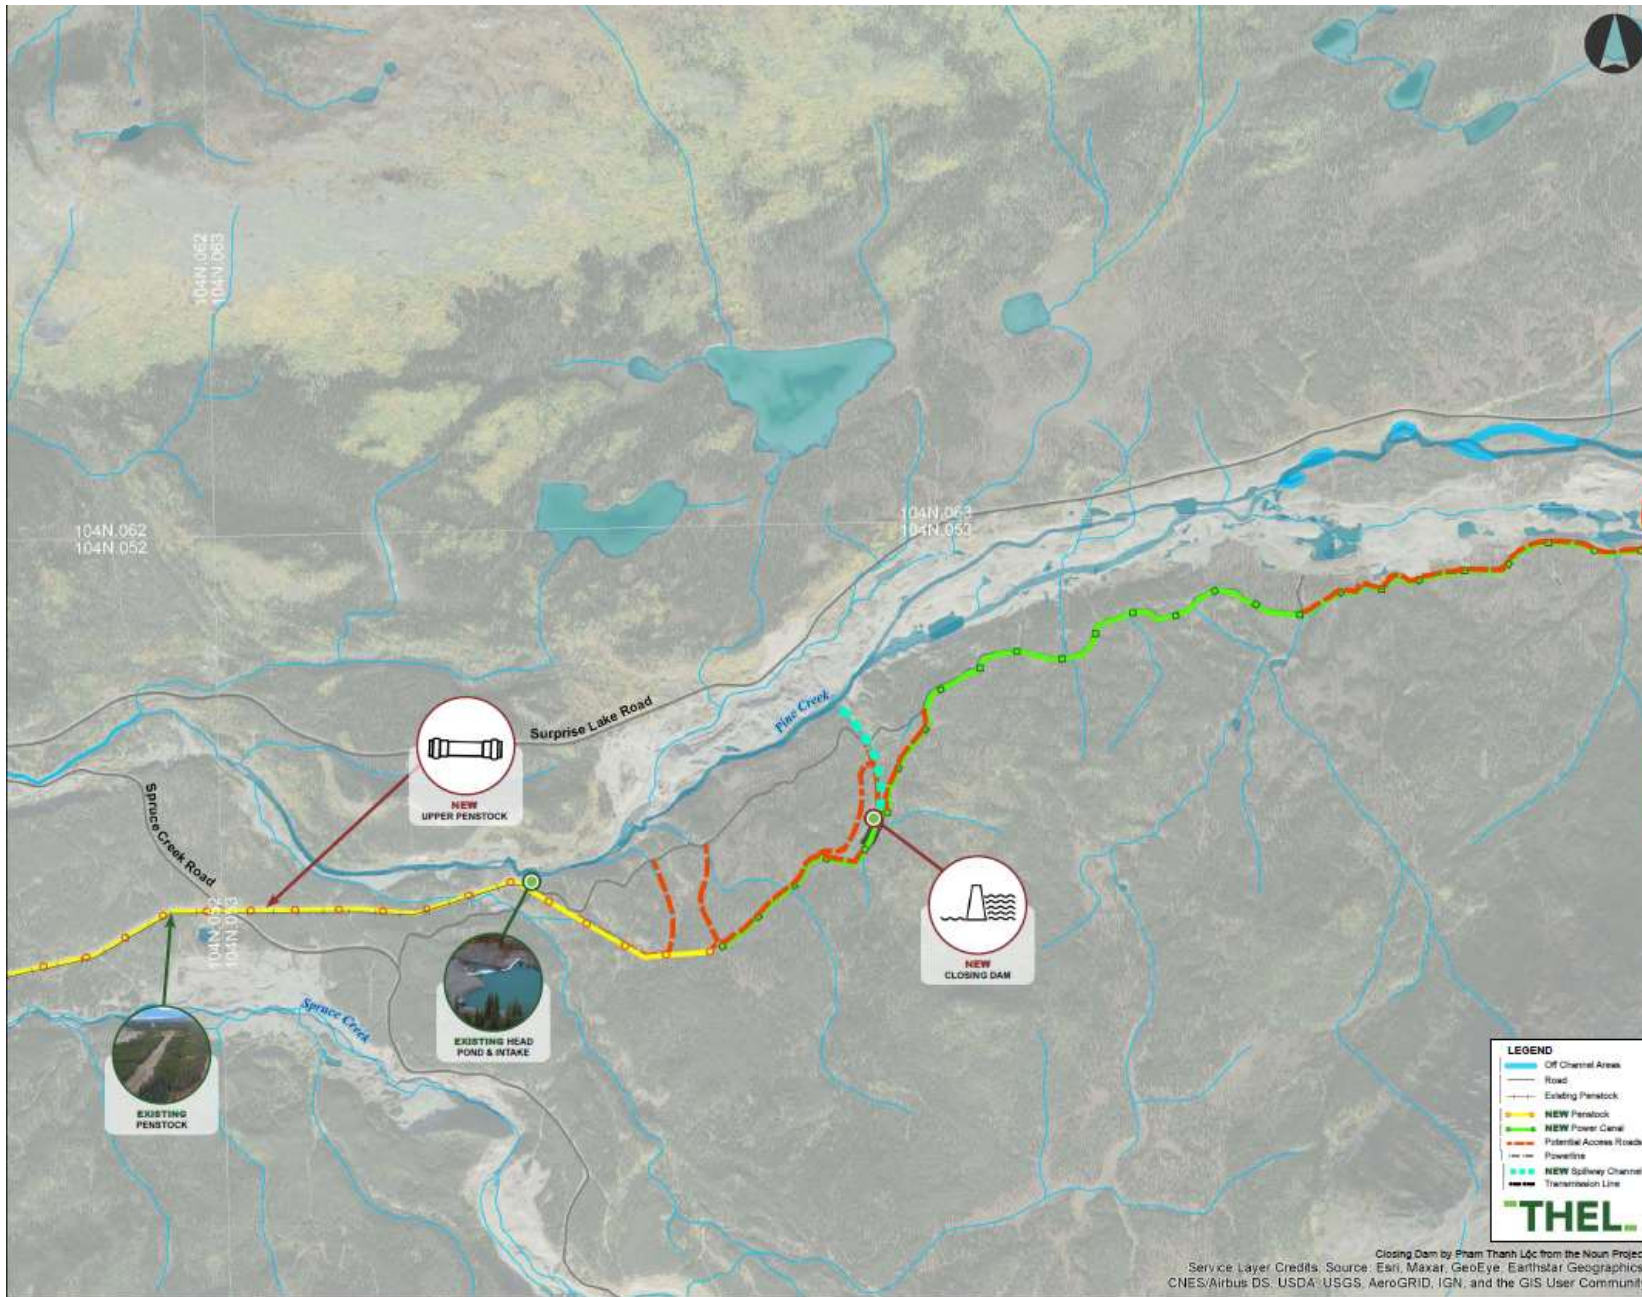 104N.062
104N.063
104N.062
104N.052
104N.063
104N.053
Surprise Lake Road
Pine Creek
NEW
UPPER PENSTOCK
Spruce Creek Road
104N.052
104N.053
NEW
CLOSING DAM
Spruce Creek
EXISTING HEAD
POND & INTAKE
EXISTING
PENSTOCK
LEGEND
Off Channel Areas
Road
Existing Penstock
NEW Penstock
NEW Power Canal
Potential Access Roads
Powerline
NEW Spillway Channel
Transmission Line
THEL
Closing Dam by Pham Thanh Lộc from the Noun Projec
Service Layer Credits: Source: Esri, Maxar, GeoEye, Earthstar Geographics
CNES/Airbus DS, USDA, USGS, AeroGRID, IGN, and the GIS User Communit